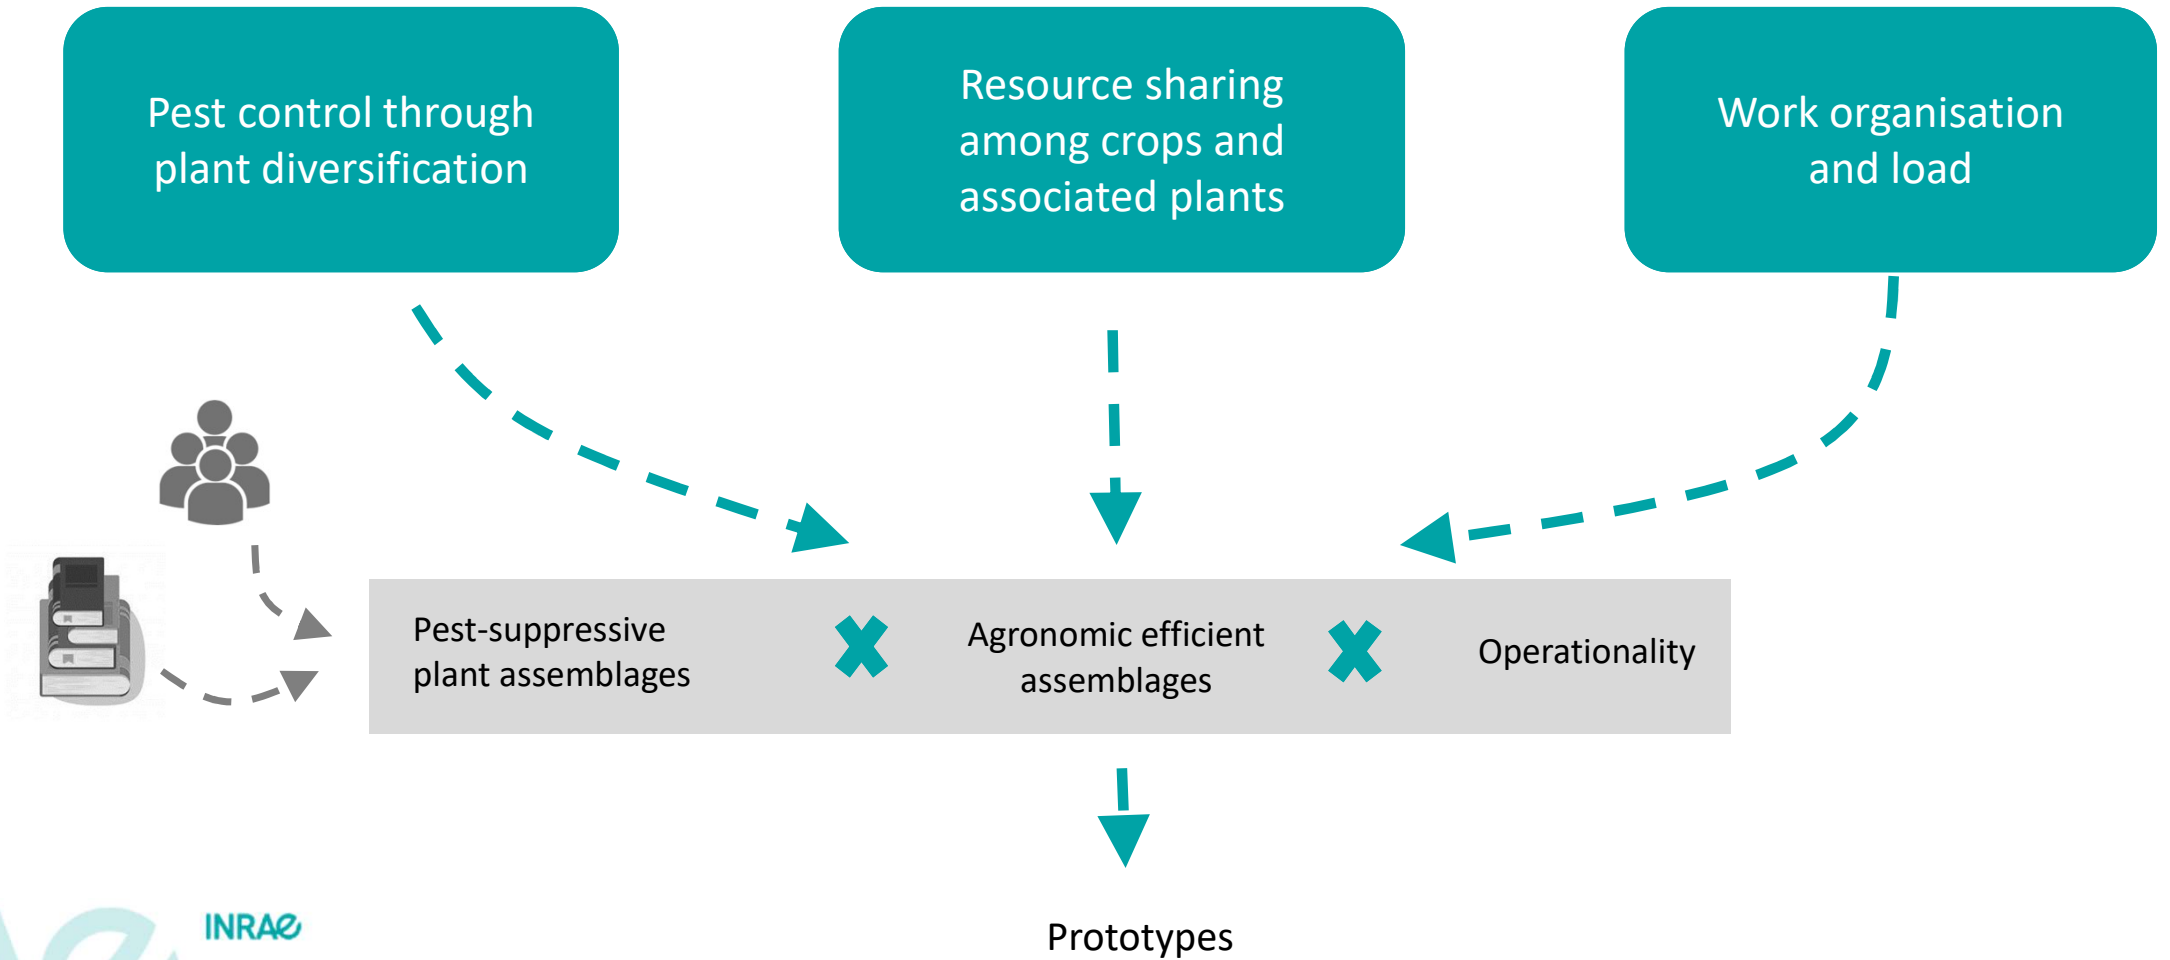 Pest control through
plant diversification
Resource sharing
among crops and
associated plants
Work organisation
and load
Pest-suppressive
plant assemblages
Agronomic efficient
assemblages
Operationality
Prototypes
INRAE